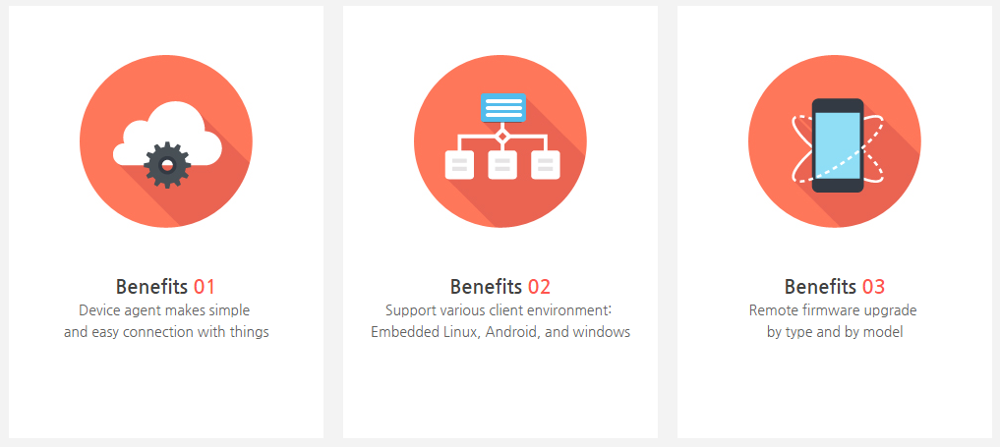 Benefits 01
Device agent makes simple
and easy connection with things
Benefits 02
Support various client environment:
Embedded Linux, Android, and windows
Benefits 03
Remote firmware upgrade
by type and by model